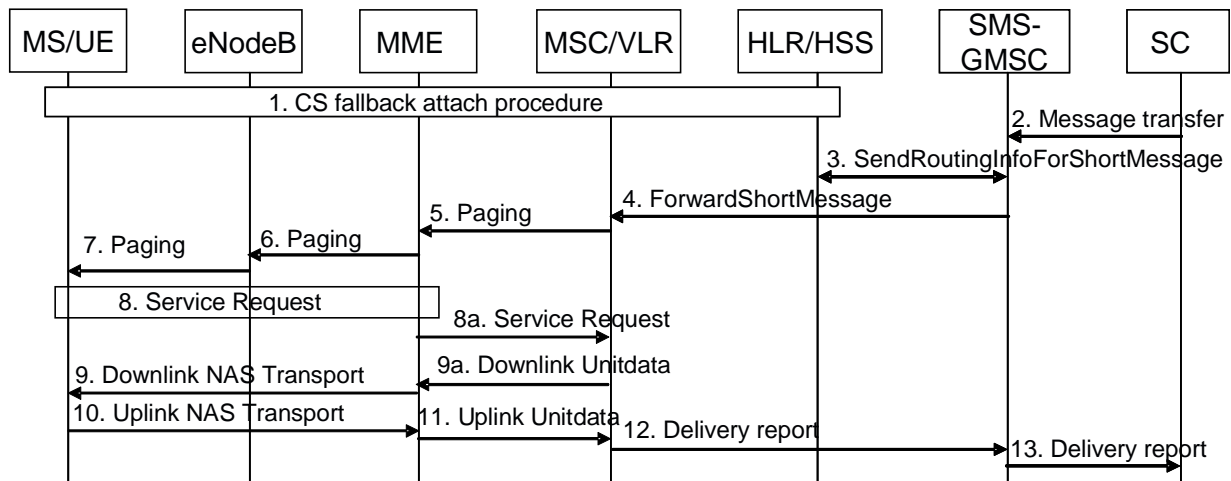 MS/UE
eNodeB
MME
MSC/VLR
HLR/HSS
SMS-
GMSC
SC
1. CS fallback attach procedure
2. Message transfer
3. SendRoutingInfoForShortMessage
4. ForwardShortMessage
5. Paging
6. Paging
7. Paging
8. Service Request
8a. Service Request
9a. Downlink Unitdata
9. Downlink NAS Transport
10. Uplink NAS Transport
11. Uplink Unitdata
12. Delivery report
13. Delivery report